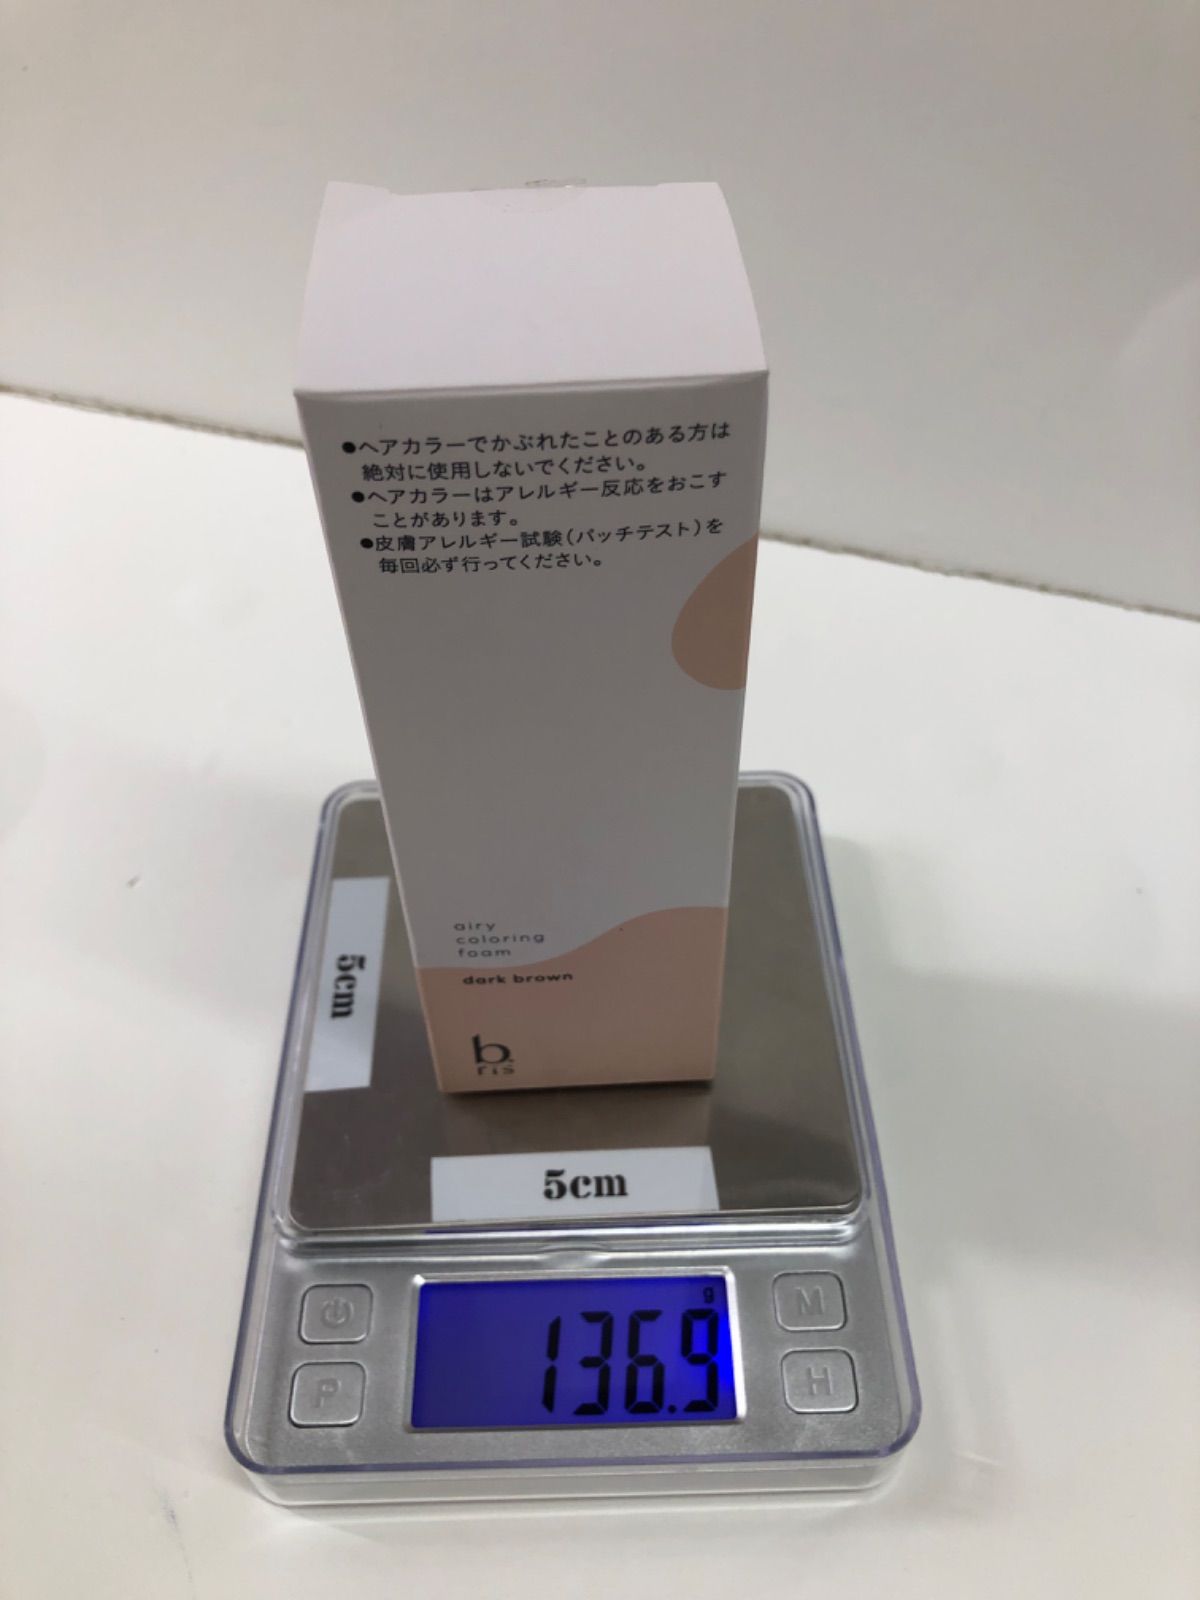 ●ヘアカラーでかぶれたことのある方は
絶対に使用しないでください。
●ヘアカラーはアレルギー反応をおこす
ことがあります。
●皮膚アレルギー試験(パッチテスト)を
毎回必ず行ってください。
airy
coloring
foam
dark brown
b.
ris
5cm
5cm
g
136.9
M
P
H